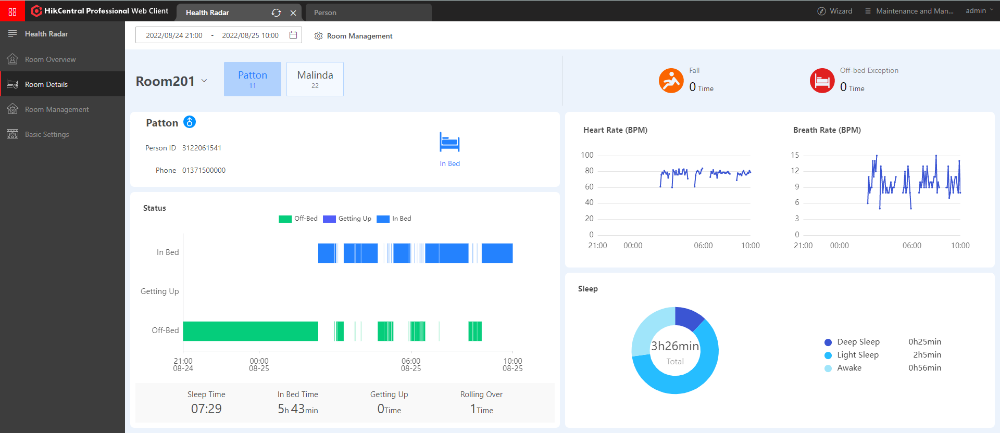 HikCentral Professional Web Client
Health Radar
Person
Wizard
Maintenance and Man...
admin
Health Radar
Room Overview
Room Details
Room Management
Basic Settings
2022/08/24 21:00 - 2022/08/25 10:00
Room Management
Room201
Patton
11
Malinda
22
Fall
0 Time
Off-bed Exception
0 Time
Patton
Person ID 3122061541
Phone 01371500000
In Bed
Status
Off-Bed Getting Up In Bed
In Bed
Getting Up
Off-Bed
21:00 00:00 06:00 10:00
08-24 08-25 08-25 08-25
Sleep Time In Bed Time Getting Up Rolling Over
07:29 5h 43min 0Time 1Time
Heart Rate (BPM)
100
80
60
40
20
0
21:00 00:00 06:00 10:00
Breath Rate (BPM)
15
12
9
6
3
0
21:00 00:00 06:00 10:00
Sleep
3h26min
Total
Deep Sleep 0h25min
Light Sleep 2h5min
Awake 0h56min